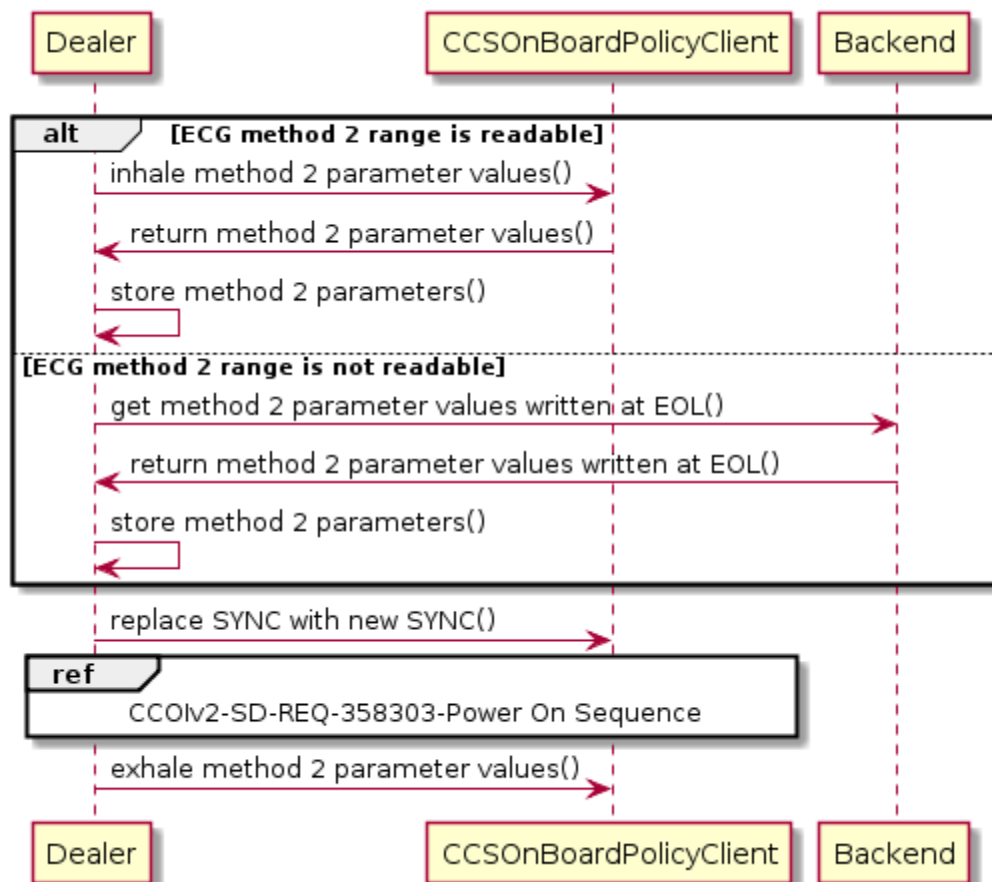 Dealer CCSOnBoardPolicyClient Backend
alt [ECG method 2 range is readable]
inhale method 2 parameter values()
return method 2 parameter values()
store method 2 parameters()
[ECG method 2 range is not readable]
get method 2 parameter values written at EOL()
return method 2 parameter values written at EOL()
store method 2 parameters()
replace SYNC with new SYNC()
ref
CCOIv2-SD-REQ-358303-Power On Sequence
exhale method 2 parameter values()
Dealer CCSOnBoardPolicyClient Backend